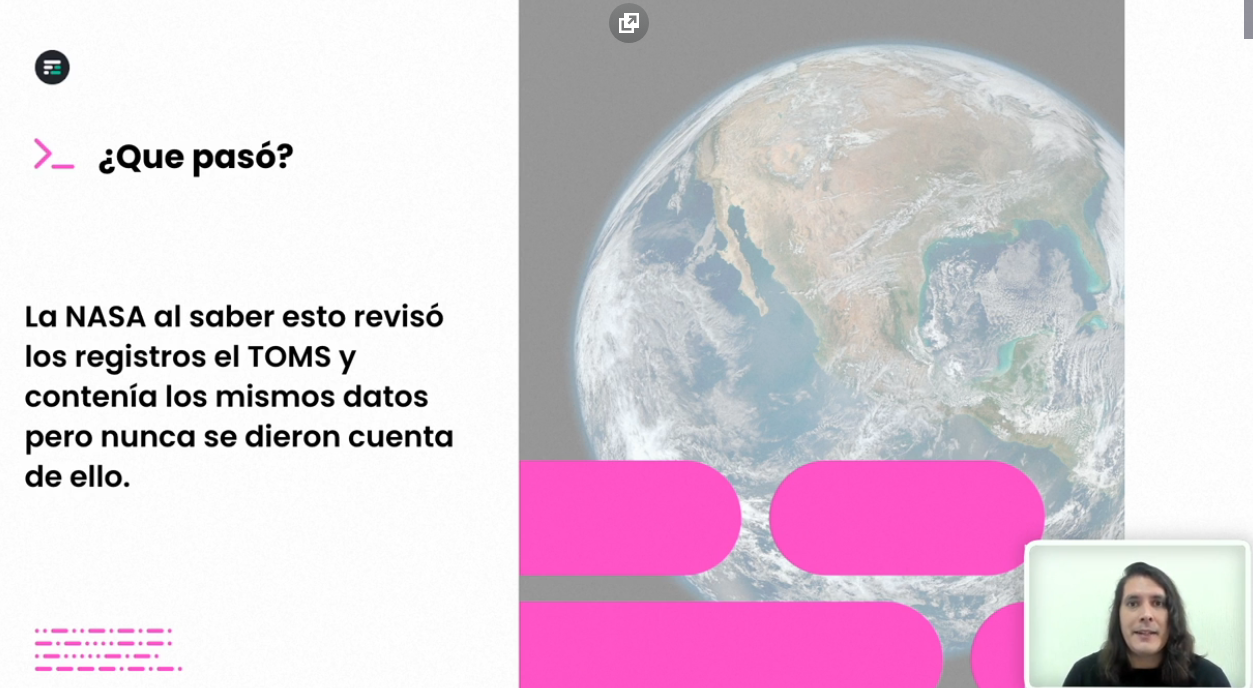 ¿Que pasó?
La NASA al saber esto revisó
los registros el TOMS y
contenía los mismos datos
pero nunca se dieron cuenta
de ello.